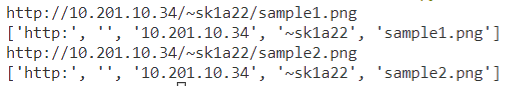 http://10.201.10.34/~sk1a22/sample1.png
['http:', '', '10.201.10.34', '~sk1a22', 'sample1.png']
http://10.201.10.34/~sk1a22/sample2.png
['http:', '', '10.201.10.34', '~sk1a22', 'sample2.png']